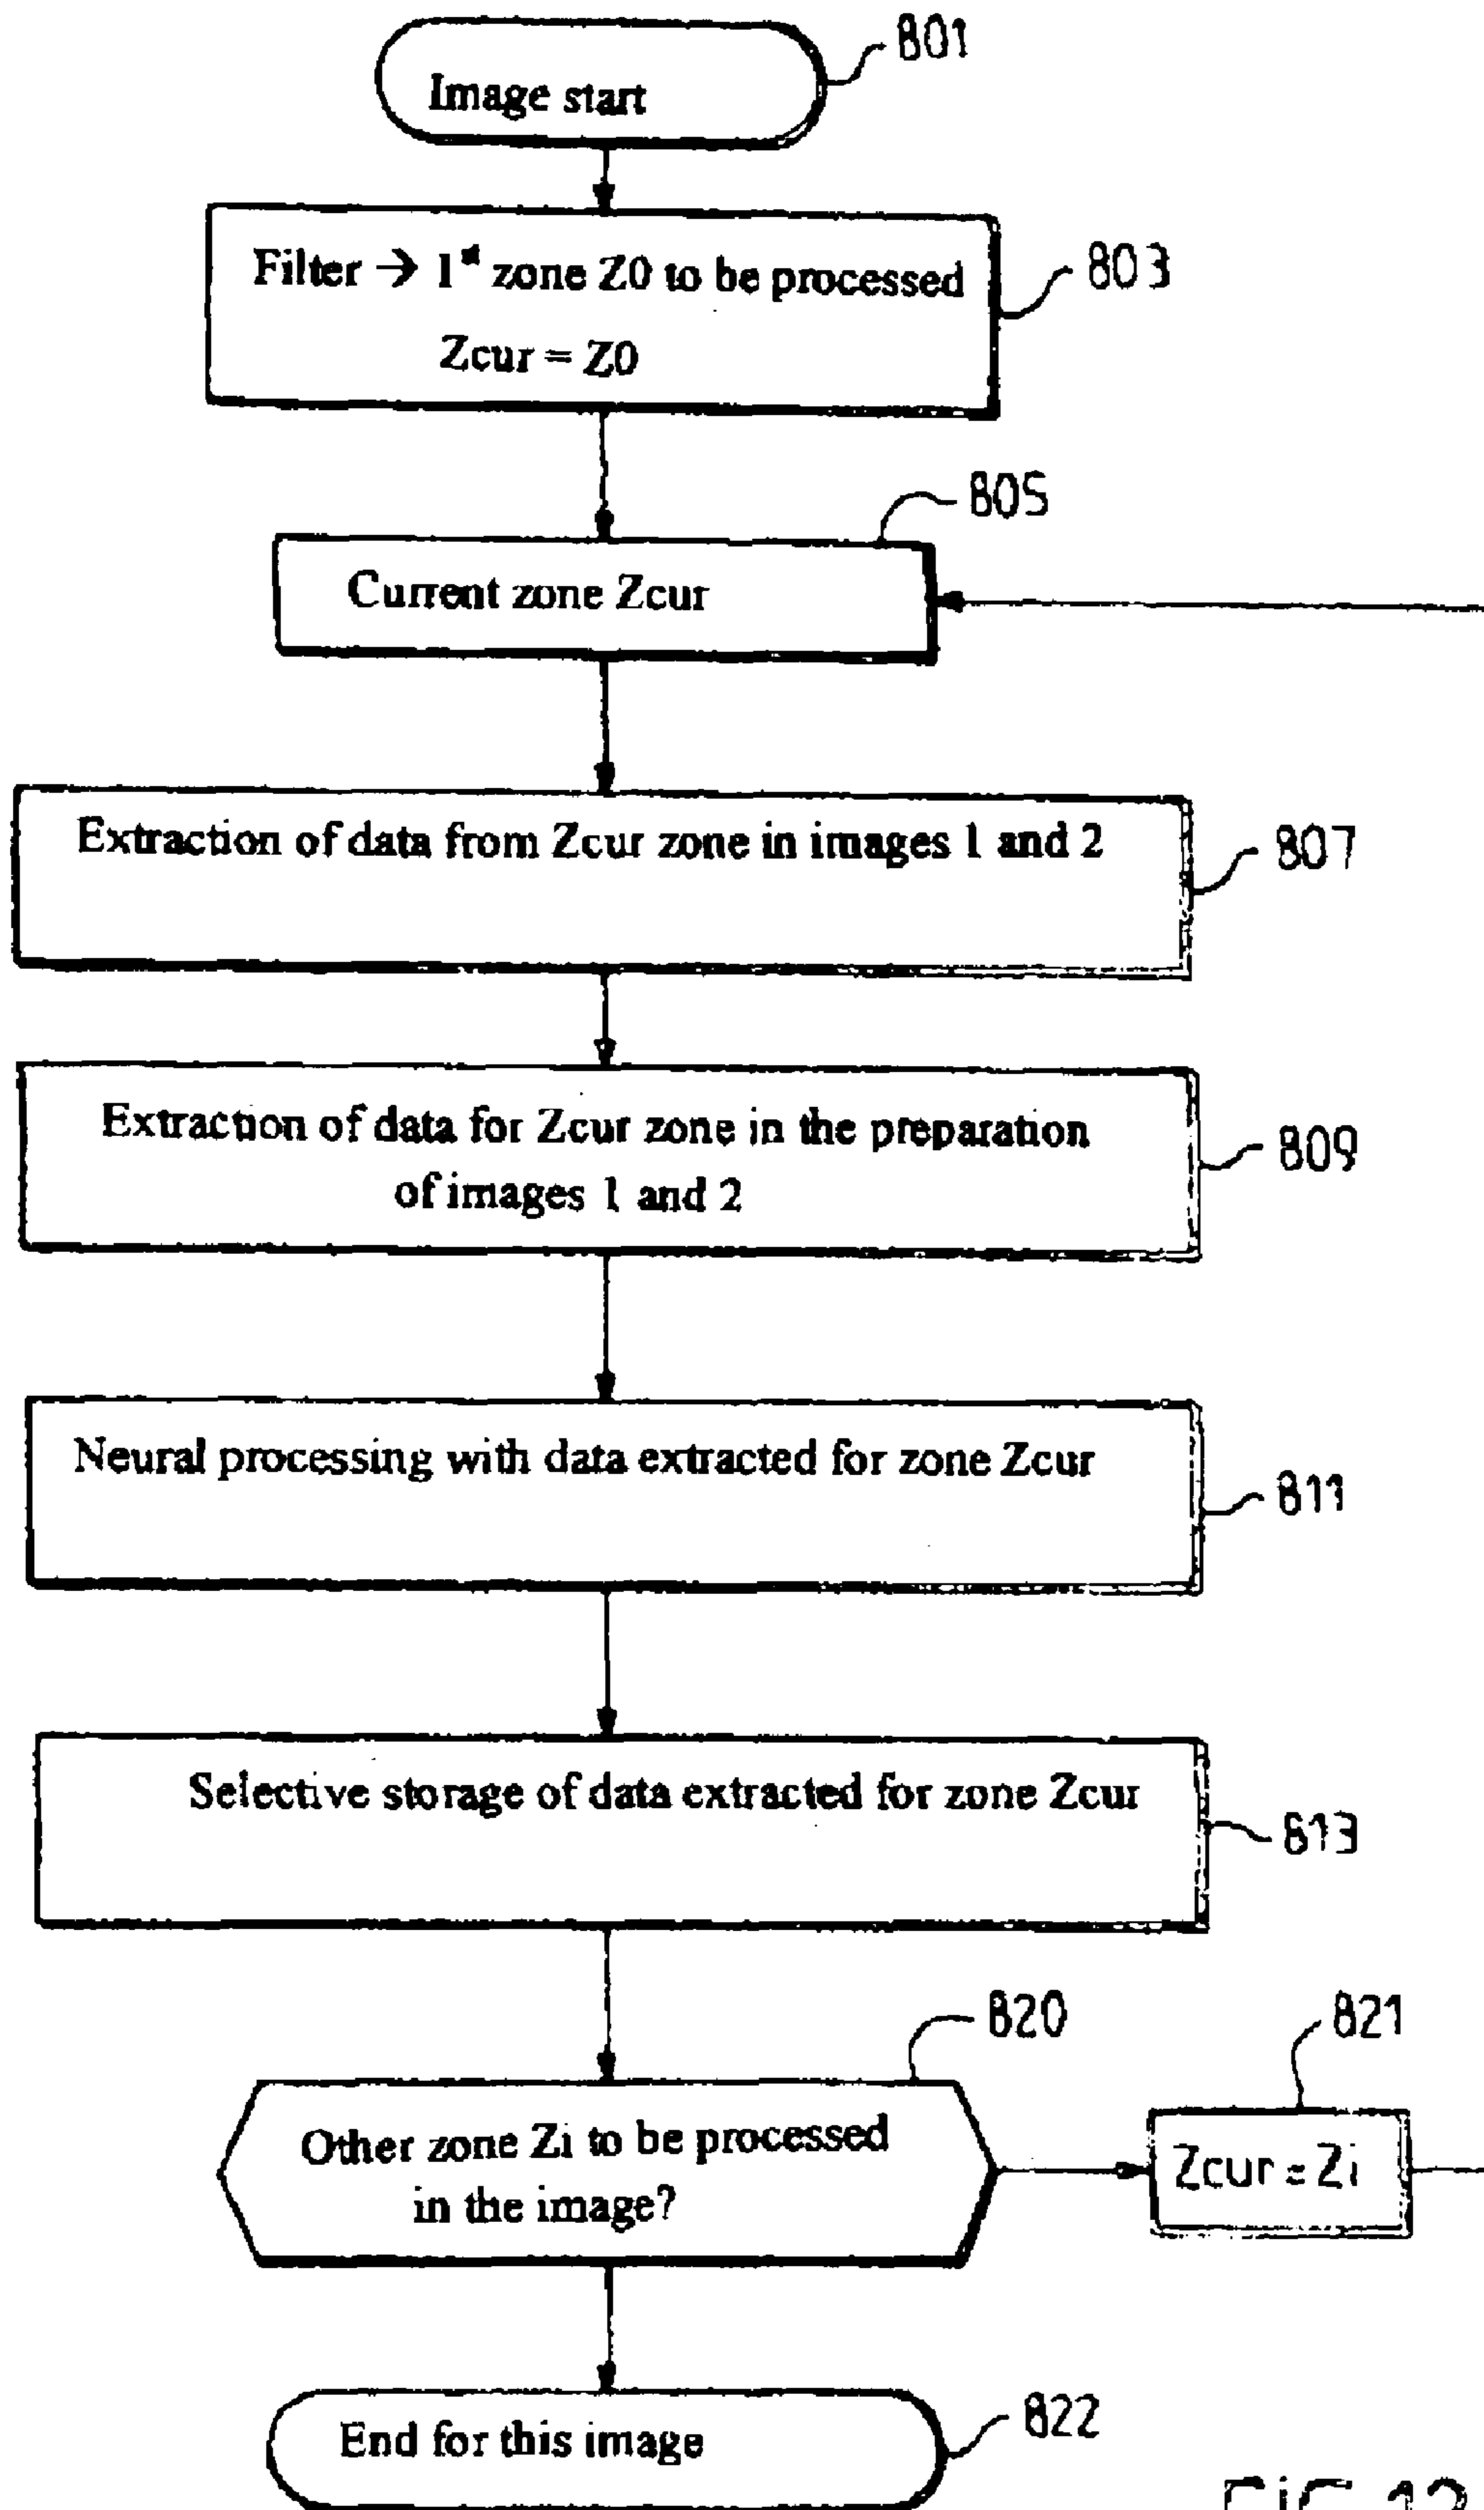 801
Image start
Filter → 1st zone Z0 to be processed
803
Zcur = Z0
805
Current zone Zcur
Extraction of data from Zcur zone in images 1 and 2
807
Extraction of data for Zcur zone in the preparation
809
of images 1 and 2
Neural processing with data extracted for zone Zcur
811
Selective storage of data extracted for zone Zcur
813
820
821
Other zone Zi to be processed
in the image?
Zcur = Zi
End for this image
822